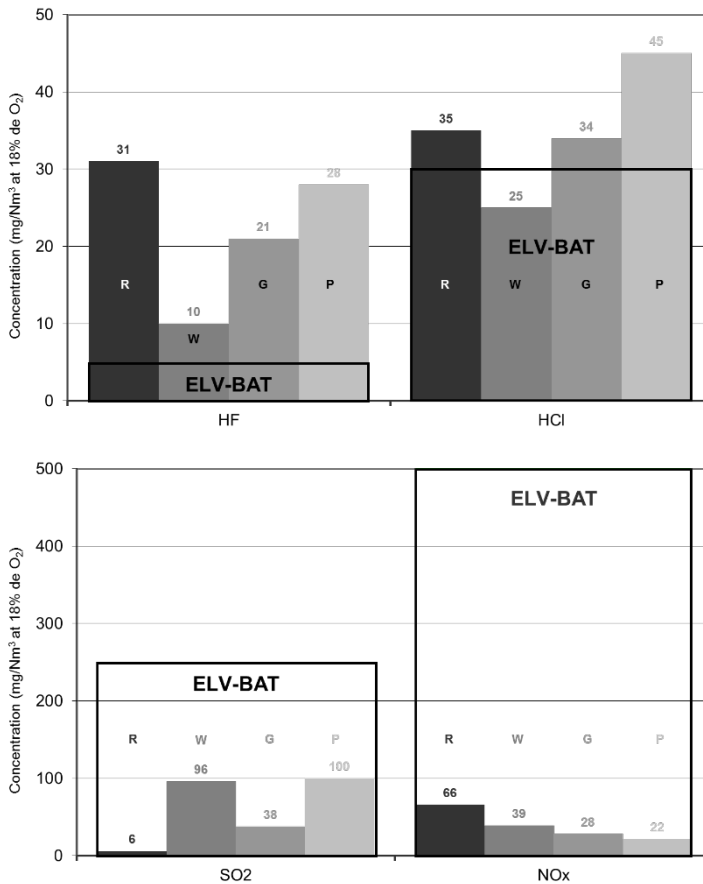 Concentration (mg/Nm³ at 18% de O₂)
50
40
30
20
10
0
31
10
21
28
R
W
G
P
ELV-BAT
HF
35
25
34
45
ELV-BAT
R
W
G
P
HCl
Concentration (mg/Nm³ at 18% de O₂)
500
400
300
200
100
0
ELV-BAT
R
W
G
P
6
96
38
100
SO2
ELV-BAT
R
W
G
P
66
39
28
22
NOx